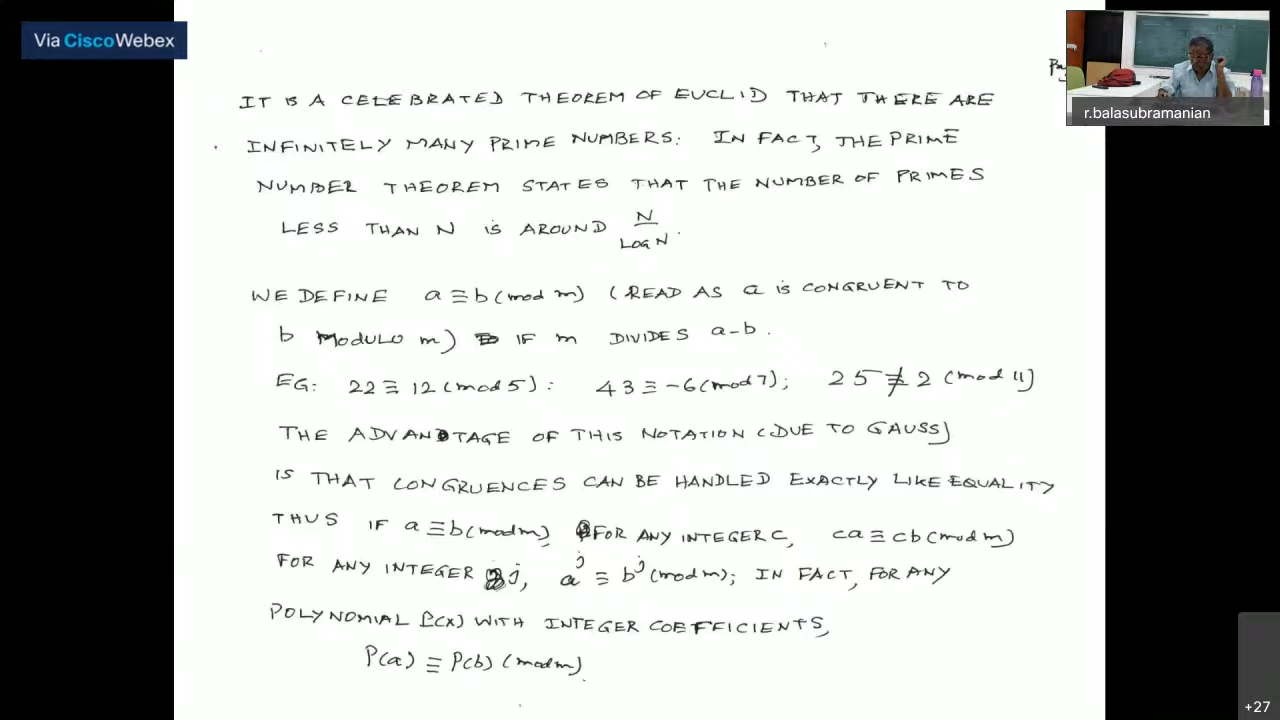 Via Cisco Webex
r.balasubramanian
IT IS A CELEBRATED THEOREM OF EUCLID THAT THERE ARE
INFINITELY MANY PRIME NUMBERS: IN FACT, THE PRIME
NUMBER THEOREM STATES THAT THE NUMBER OF PRIMES
LESS THAN N IS AROUND N/LOG N.
WE DEFINE a ≡ b (mod m) (READ AS a IS CONGRUENT TO
b MODULO m) IF m DIVIDES a-b.
EG: 22 ≡ 12 (mod 5): 43 ≡ -6 (mod 7); 25 ≢ 2 (mod 11)
THE ADVANTAGE OF THIS NOTATION (DUE TO GAUSS)
IS THAT CONGRUENCES CAN BE HANDLED EXACTLY LIKE EQUALITY
THUS IF a ≡ b (mod m), FOR ANY INTEGER C, ca ≡ cb (mod m)
FOR ANY INTEGER j, a^j ≡ b^j (mod m); IN FACT, FOR ANY
POLYNOMIAL P(X) WITH INTEGER COEFFICIENTS,
P(a) ≡ P(b) (mod m).
+27